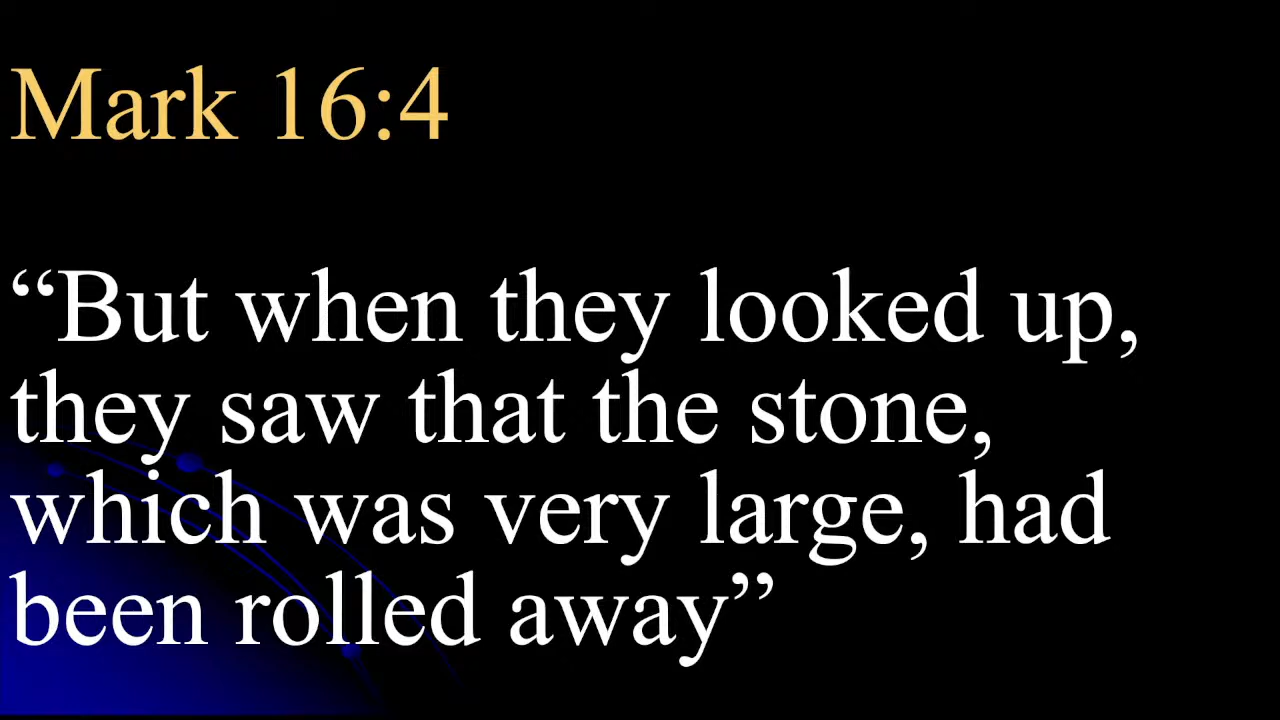 Mark 16:4
“But when they looked up,
they saw that the stone,
which was very large, had
been rolled away”